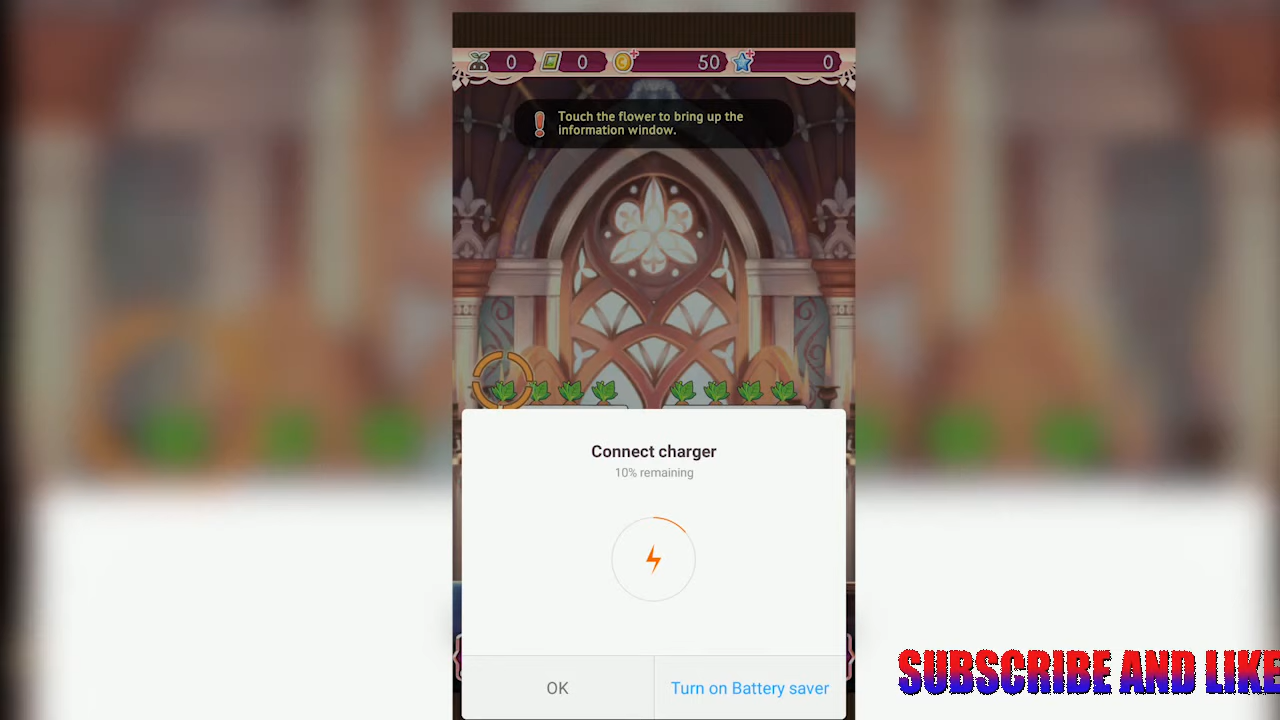 0 0 50 0
Touch the flower to bring up the
information window.
Connect charger
10% remaining
OK Turn on Battery saver
SUBSCRIBE AND LIKE